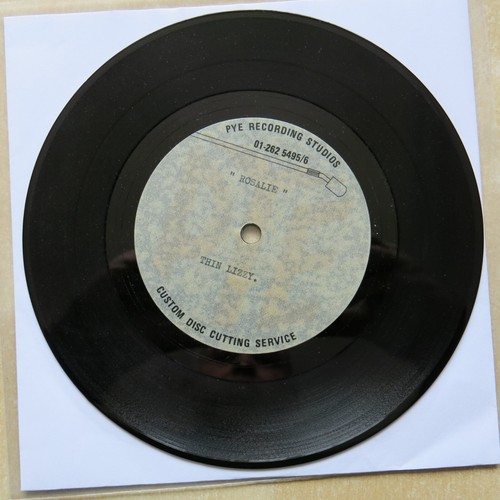 PYE RECORDING STUDIOS
01-262 5495/6
" ROSALIE "
THIN LIZZY.
CUSTOM DISC CUTTING SERVICE